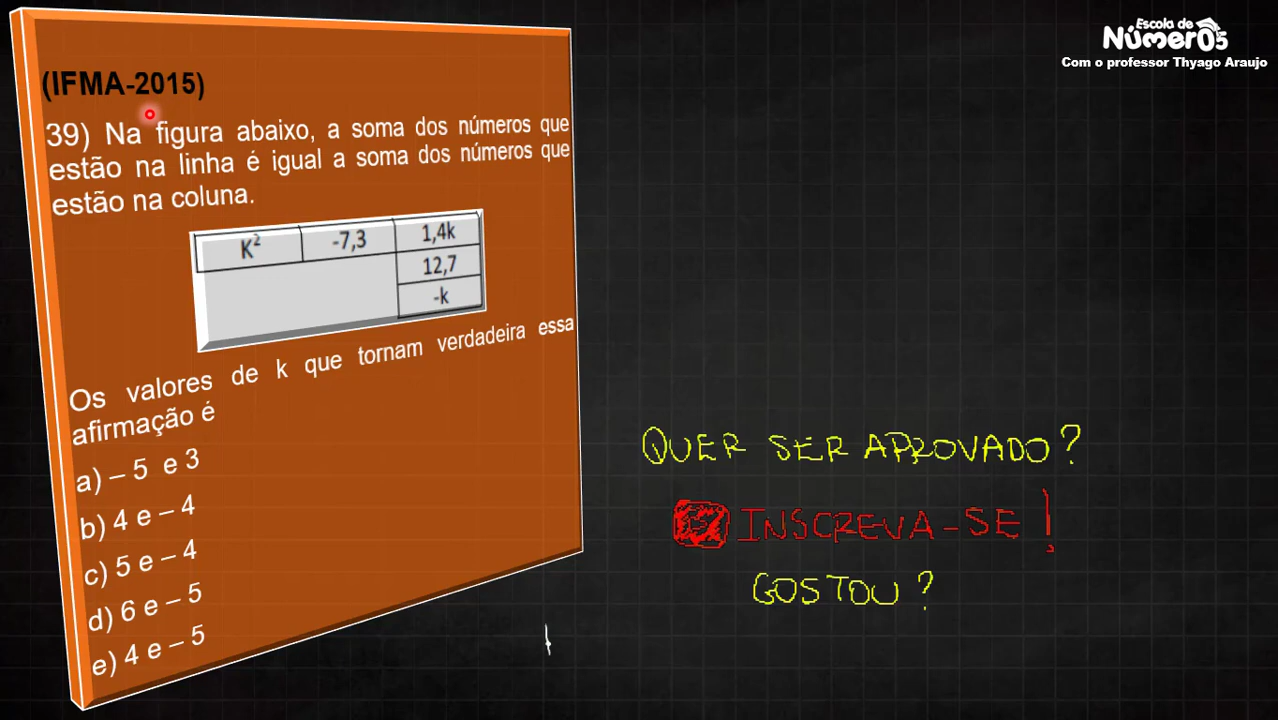 (IFMA-2015)
39) Na figura abaixo, a soma dos números que
estão na linha é igual a soma dos números que
estão na coluna.
K² -7,3 1,4k
12,7
-k
Os valores de k que tornam verdadeira essa
afirmação é
a) – 5 e 3
b) 4 e – 4
c) 5 e – 4
d) 6 e – 5
e) 4 e – 5
Escola de
Número5
Com o professor Thyago Araujo
QUER SER APROVADO?
INSCREVA-SE!
GOSTOU?